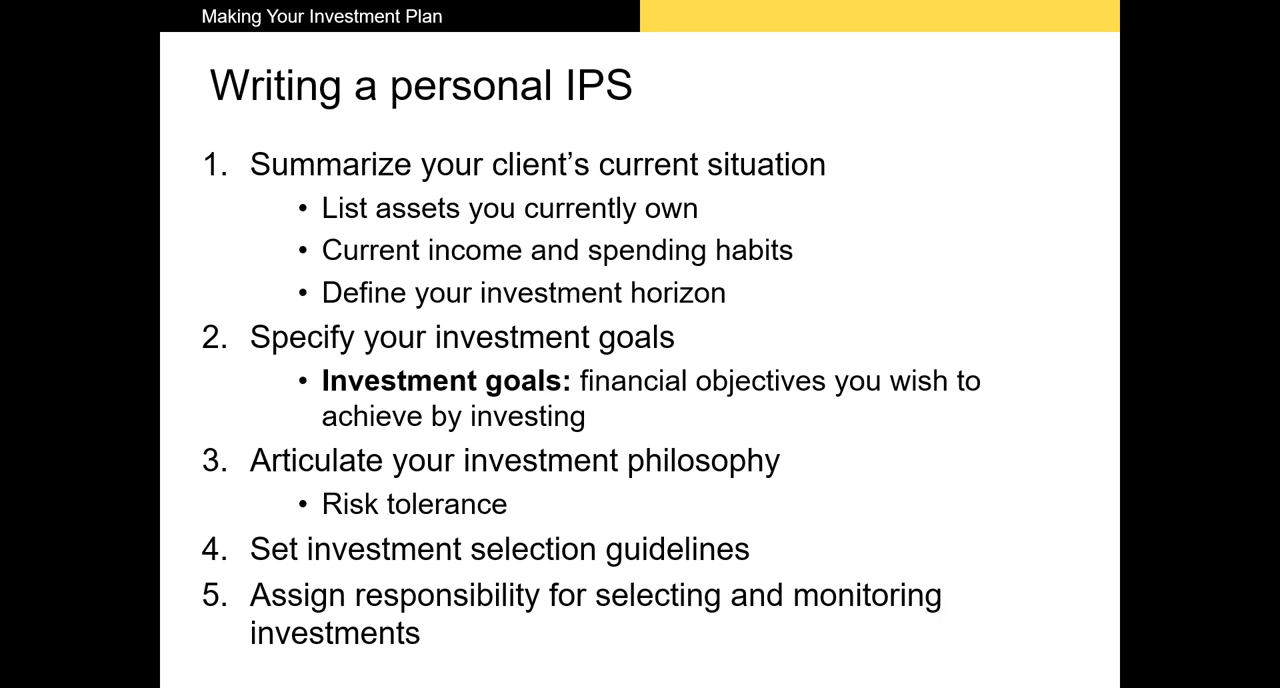 Making Your Investment Plan
Writing a personal IPS
1. Summarize your client’s current situation
• List assets you currently own
• Current income and spending habits
• Define your investment horizon
2. Specify your investment goals
• Investment goals: financial objectives you wish to
achieve by investing
3. Articulate your investment philosophy
• Risk tolerance
4. Set investment selection guidelines
5. Assign responsibility for selecting and monitoring
investments